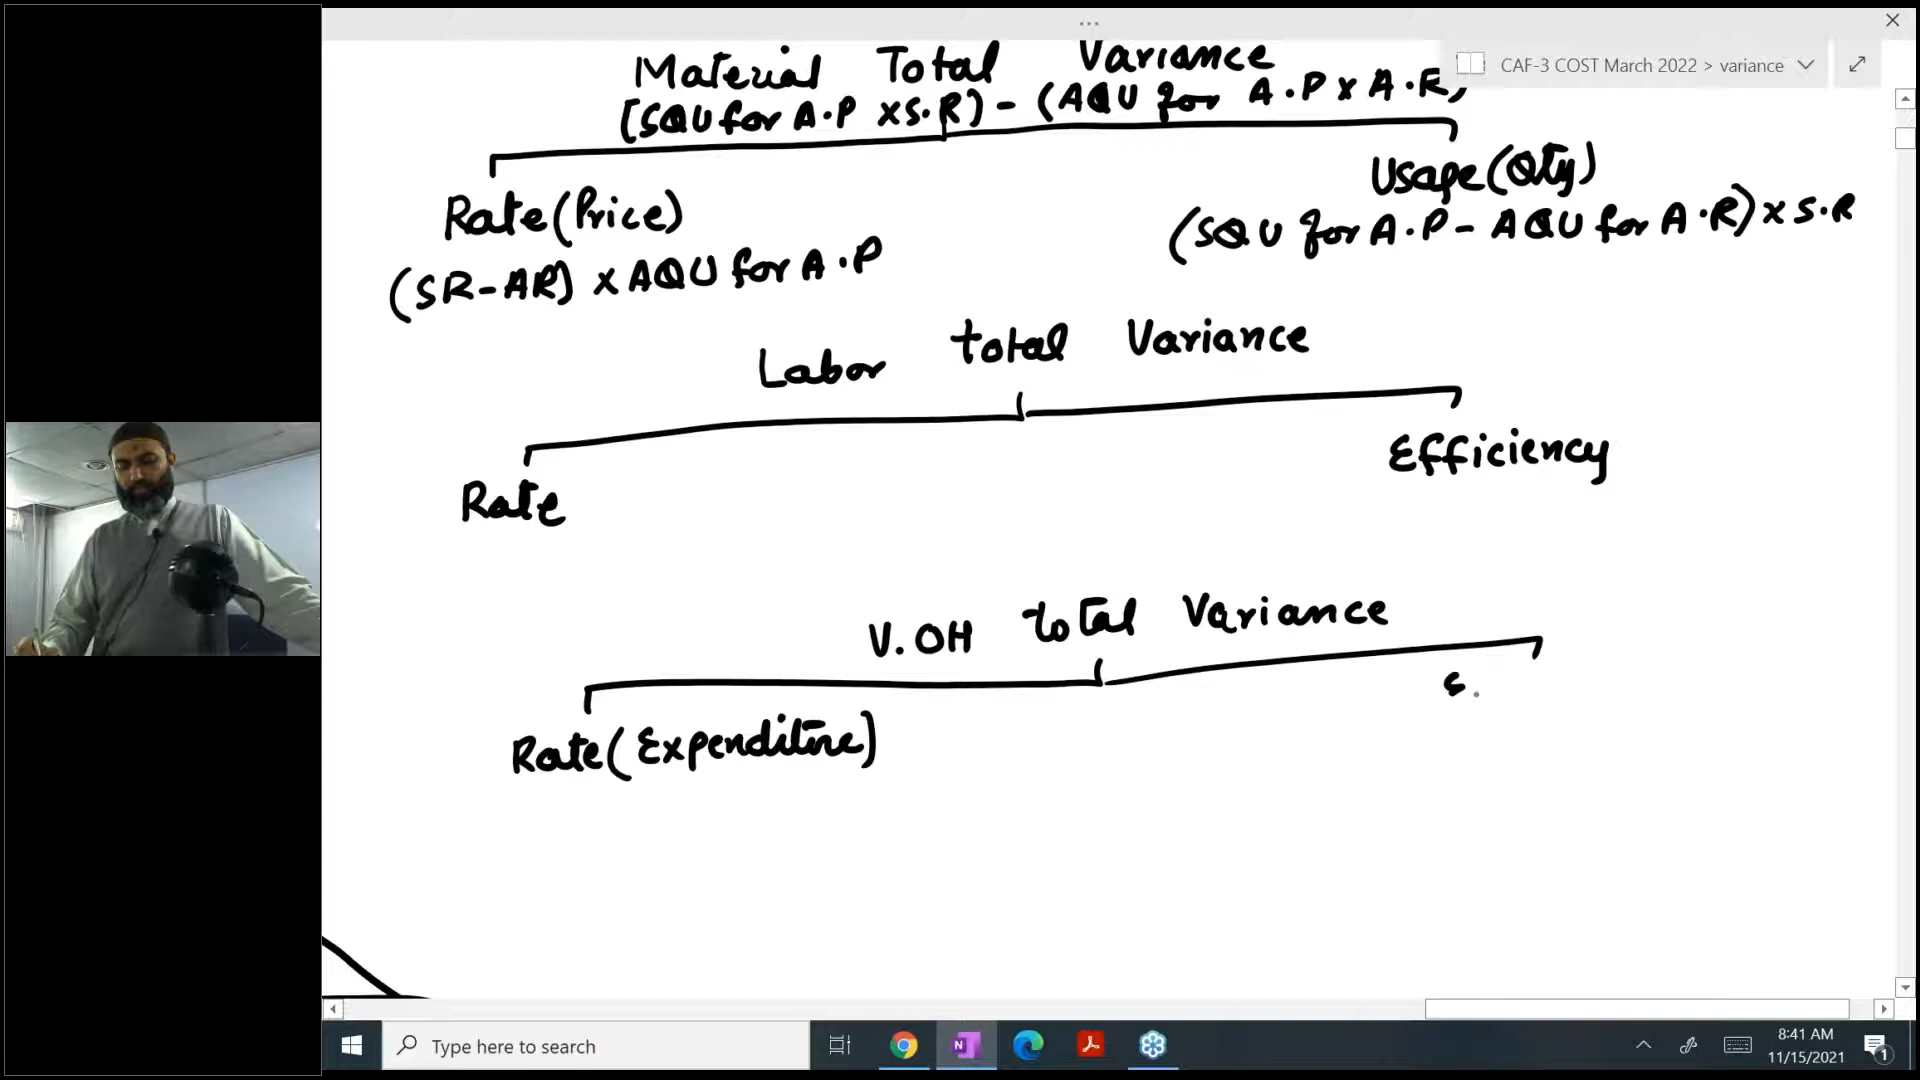 CAF-3 COST March 2022 > variance
Material Total Variance
[SQU for A.P x S.R) - (AQU for A.P x A.R)
Rate (Price)
(SR-AR) x AQU for A.P
Usage (Qty)
(SQU for A.P - AQU for A.R) x S.R
Labor total Variance
Rate
Efficiency
V.OH total Variance
Rate (Expenditure)
Type here to search
8:41 AM
11/15/2021
1